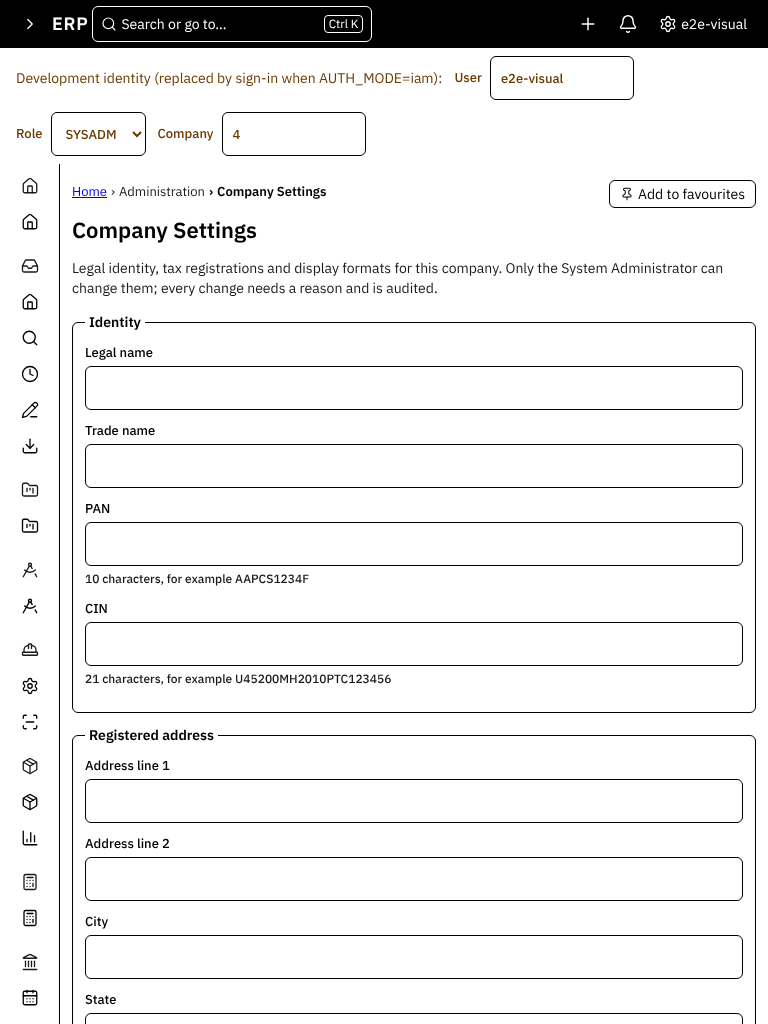 ERP
Search or go to...
Ctrl K
e2e-visual
Development identity (replaced by sign-in when AUTH_MODE=iam):
User
e2e-visual
Role
SYSADM
Company
4
Home › Administration › Company Settings
Add to favourites
Company Settings
Legal identity, tax registrations and display formats for this company. Only the System Administrator can
change them; every change needs a reason and is audited.
Identity
Legal name
Trade name
PAN
10 characters, for example AAPCS1234F
CIN
21 characters, for example U45200MH2010PTC123456
Registered address
Address line 1
Address line 2
City
State